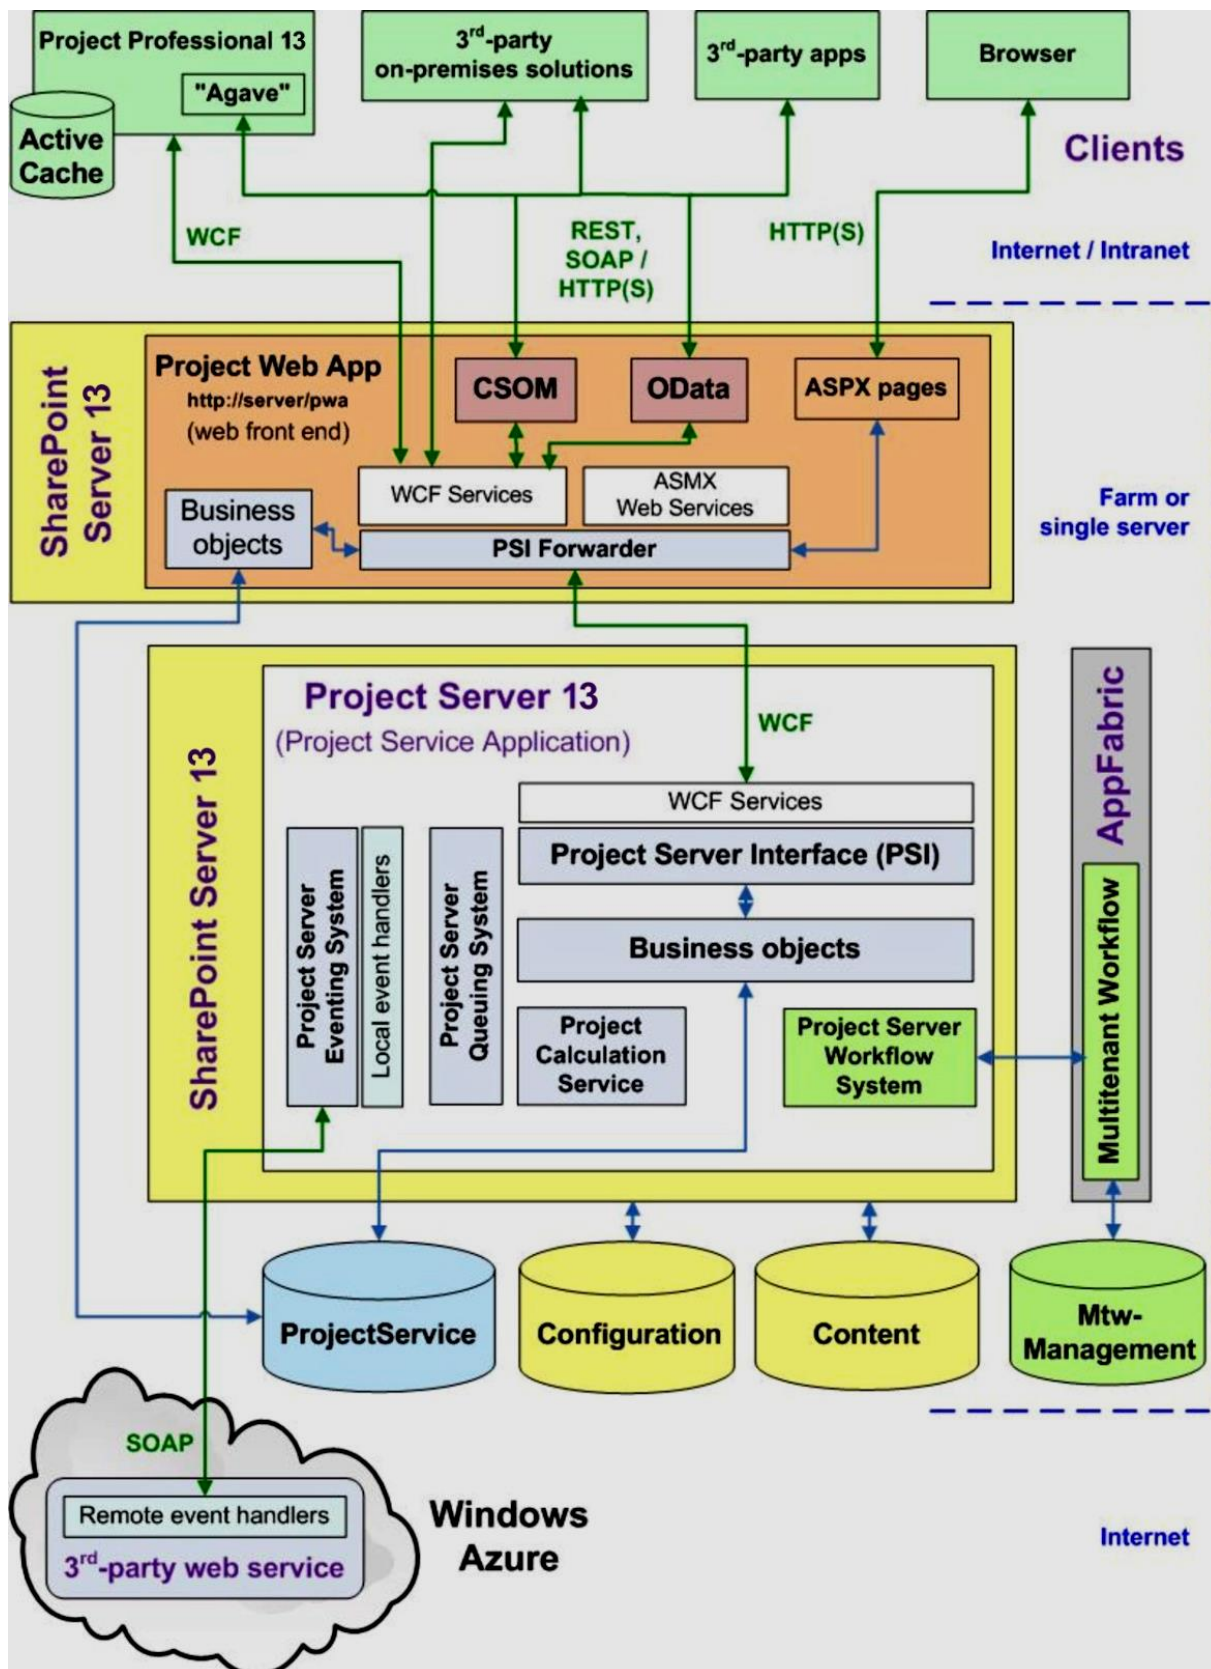 Project Professional 13
"Agave"
Active
Cache
3rd-party
on-premises solutions
3rd-party apps
Browser
Clients
WCF
REST,
SOAP /
HTTP(S)
HTTP(S)
Internet / Intranet
SharePoint
Server 13
Project Web App
http://server/pwa
(web front end)
CSOM
OData
ASPX pages
WCF Services
ASMX
Web Services
Business
objects
PSI Forwarder
Farm or
single server
SharePoint Server 13
Project Server 13
(Project Service Application)
WCF
WCF Services
Project Server Interface (PSI)
Business objects
Project Server
Eventing System
Local event handlers
Project Server
Queuing System
Project
Calculation
Service
Project Server
Workflow
System
AppFabric
Multitenant Workflow
ProjectService
Configuration
Content
Mtw-
Management
SOAP
Remote event handlers
3rd-party web service
Windows
Azure
Internet